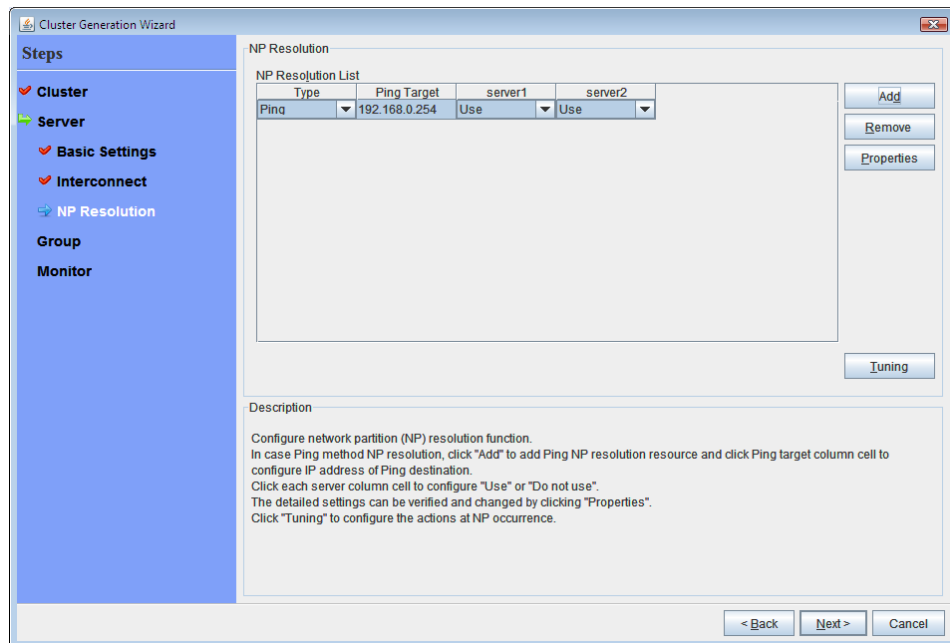 Cluster Generation Wizard
Steps
Cluster
Server
Basic Settings
Interconnect
NP Resolution
Group
Monitor
NP Resolution
NP Resolution List
Type Ping Target server1 server2
Ping 192.168.0.254 Use Use
Add
Remove
Properties
Tuning
Description
Configure network partition (NP) resolution function.
In case Ping method NP resolution, click "Add" to add Ping NP resolution resource and click Ping target column cell to
configure IP address of Ping destination.
Click each server column cell to configure "Use" or "Do not use".
The detailed settings can be verified and changed by clicking "Properties".
Click "Tuning" to configure the actions at NP occurrence.
< Back Next > Cancel